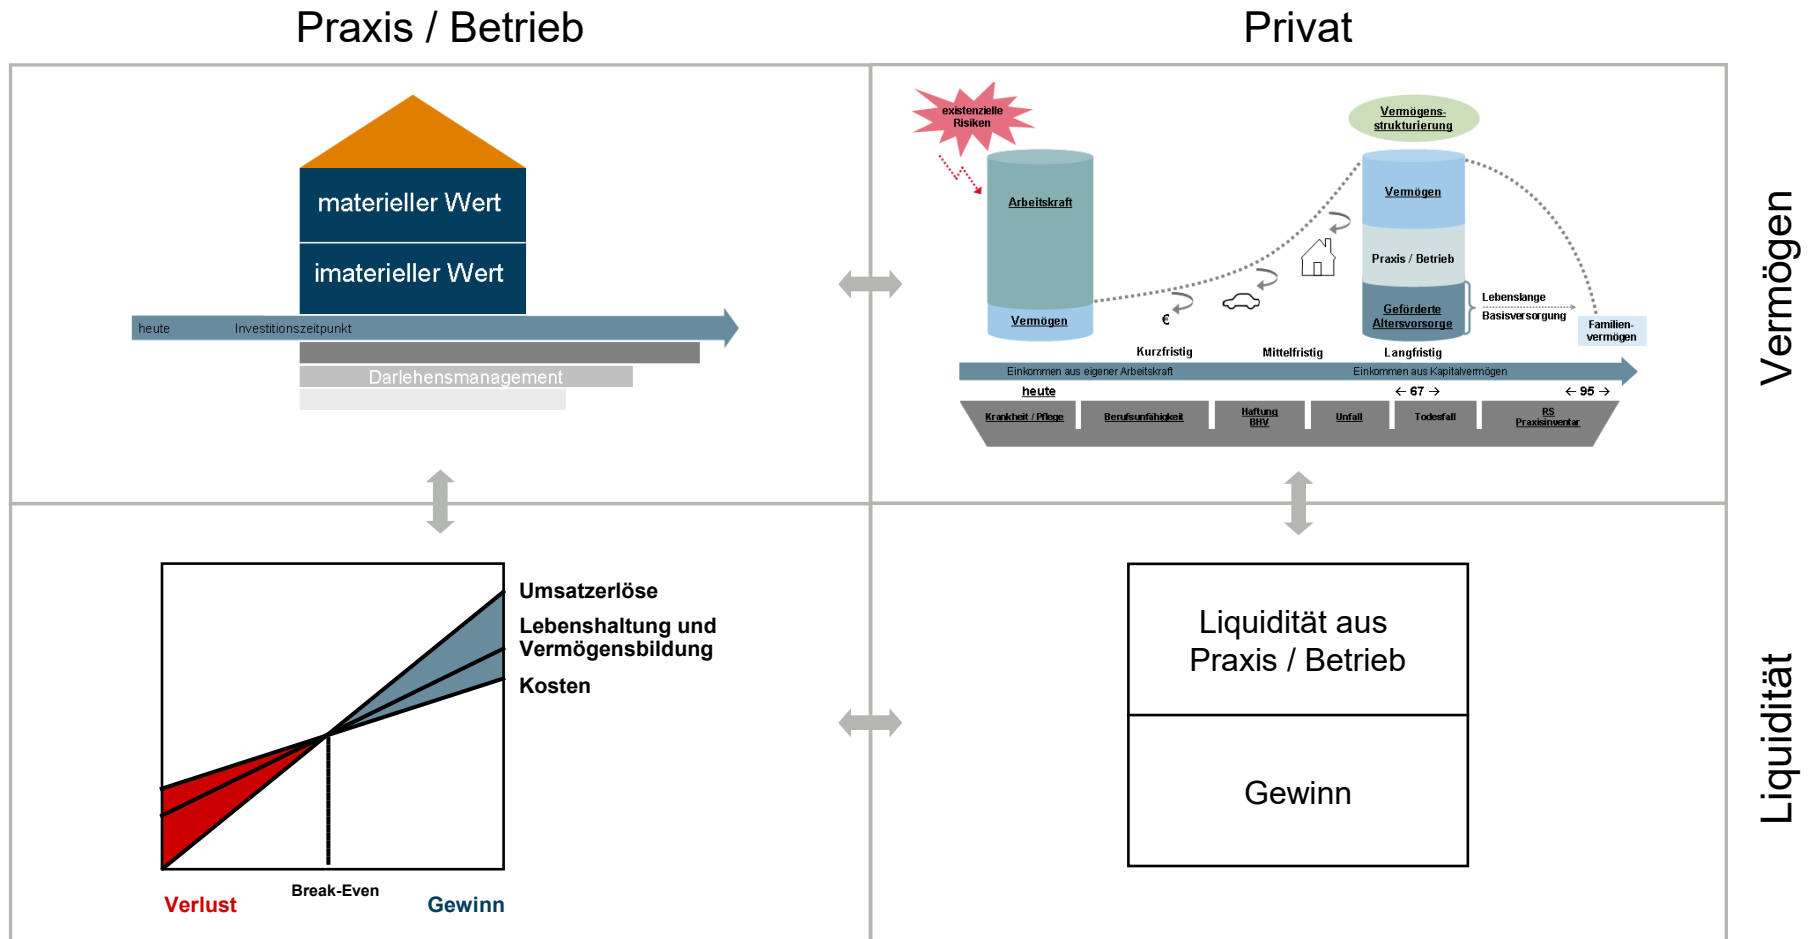 Praxis / Betrieb
Privat
Vermögen
Liquidität
materieller Wert
imaterieller Wert
heute
Investitionszeitpunkt
Darlehensmanagement
existenzielle
Risiken
Arbeitskraft
Vermögen
€
Vermögens-
strukturierung
Vermögen
Praxis / Betrieb
Geförderte
Altersvorsorge
Lebenslange
Basisversorgung
Familien-
vermögen
Kurzfristig
Mittelfristig
Langfristig
Einkommen aus eigener Arbeitskraft
Einkommen aus Kapitalvermögen
heute
← 67 →
← 95 →
Krankheit / Pflege
Berufsunfähigkeit
Haftung
BHV
Unfall
Todesfall
RS
Praxisinventar
Umsatzerlöse
Lebenshaltung und
Vermögensbildung
Kosten
Break-Even
Verlust
Gewinn
Liquidität aus
Praxis / Betrieb
Gewinn